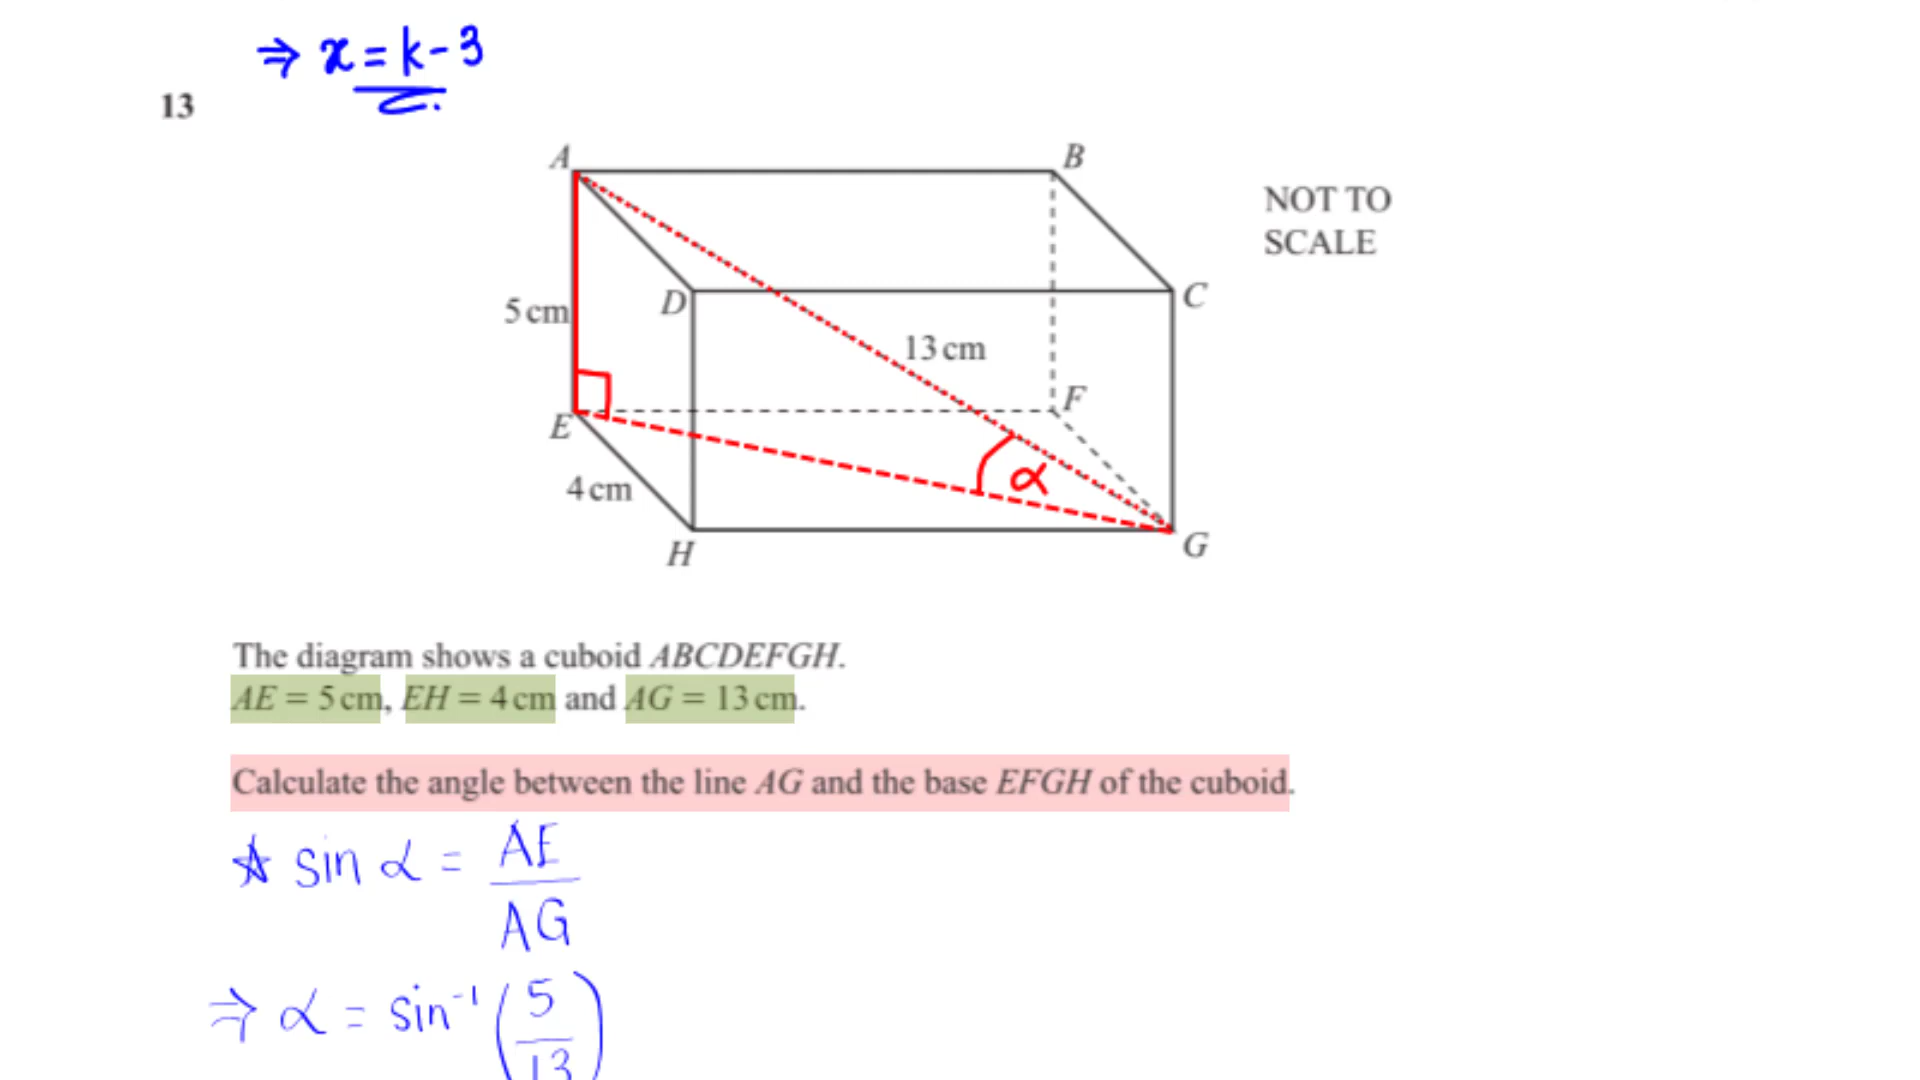 ⇒ x = k - 3
13
A
B
NOT TO
SCALE
5 cm
D
C
13 cm
F
E
α
4 cm
H
G
The diagram shows a cuboid ABCDEFGH.
AE = 5 cm, EH = 4 cm and AG = 13 cm.
Calculate the angle between the line AG and the base EFGH of the cuboid.
☆ sin α = AE
AG
⇒ α = sin⁻¹ ( 5
13 )